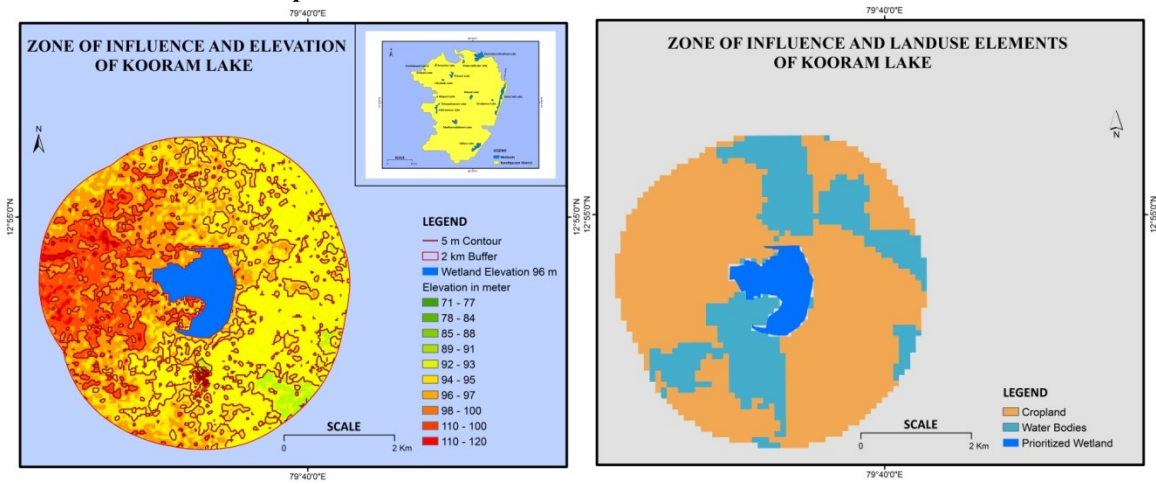 79°40'0"E
ZONE OF INFLUENCE AND ELEVATION
OF KOORAM LAKE
N
12°55'0"N
12°55'0"N
LEGEND
5 m Contour
2 km Buffer
Wetland Elevation 96 m
Elevation in meter
71 - 77
78 - 84
85 - 88
89 - 91
92 - 93
94 - 95
96 - 97
98 - 100
110 - 100
110 - 120
SCALE
0 2 Km
79°40'0"E
LEGEND
Wetlands
SCALE
79°40'0"E
ZONE OF INFLUENCE AND LANDUSE ELEMENTS
OF KOORAM LAKE
N
12°55'0"N
LEGEND
Cropland
Water Bodies
Prioritized Wetland
SCALE
0 2 Km
79°40'0"E